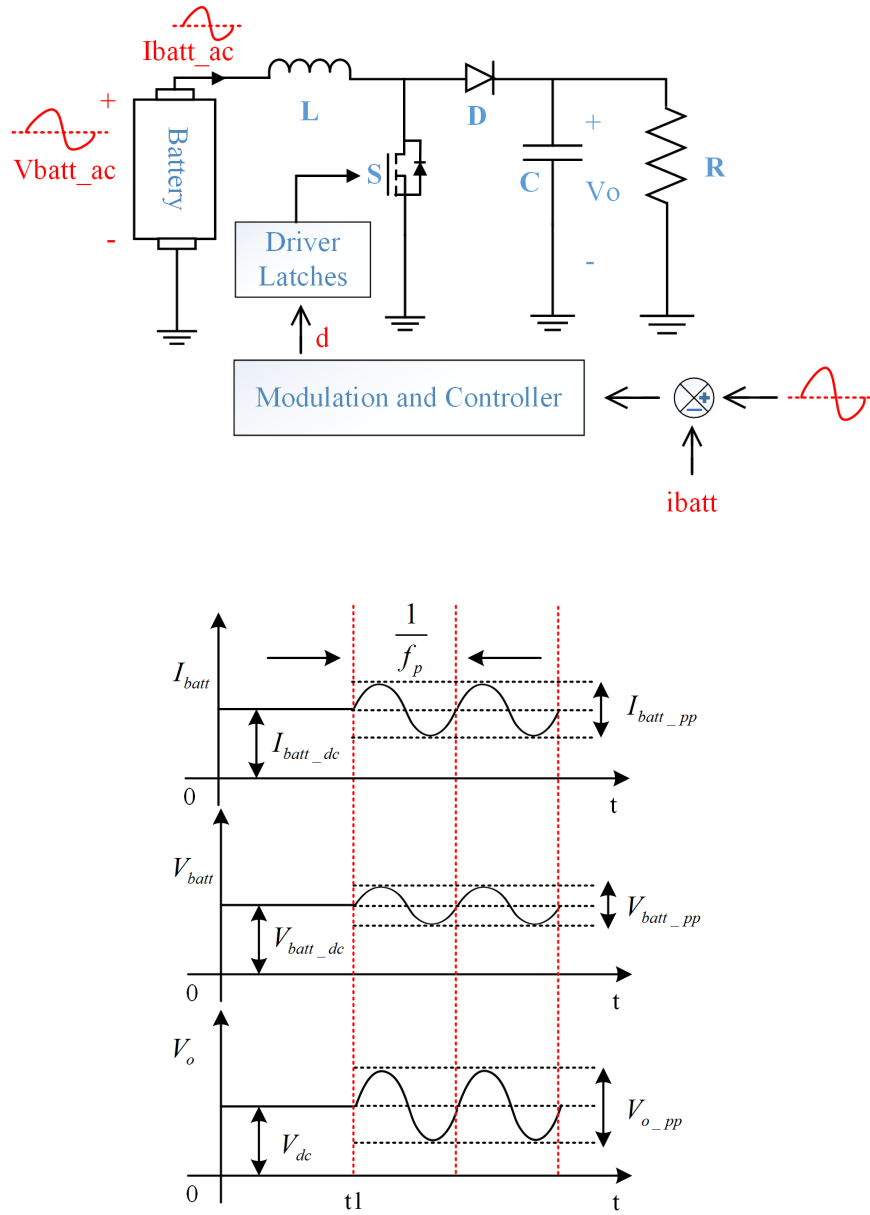 Ibatt_ac
+
Vbatt_ac
-
Battery
L
D
S
C
+
Vo
-
R
Driver
Latches
d
Modulation and Controller
+
-
ibatt
1
f_p
I_batt
I_batt_pp
I_batt_dc
0
t
V_batt
V_batt_pp
V_batt_dc
0
t
V_o
V_o_pp
V_dc
0
t1
t